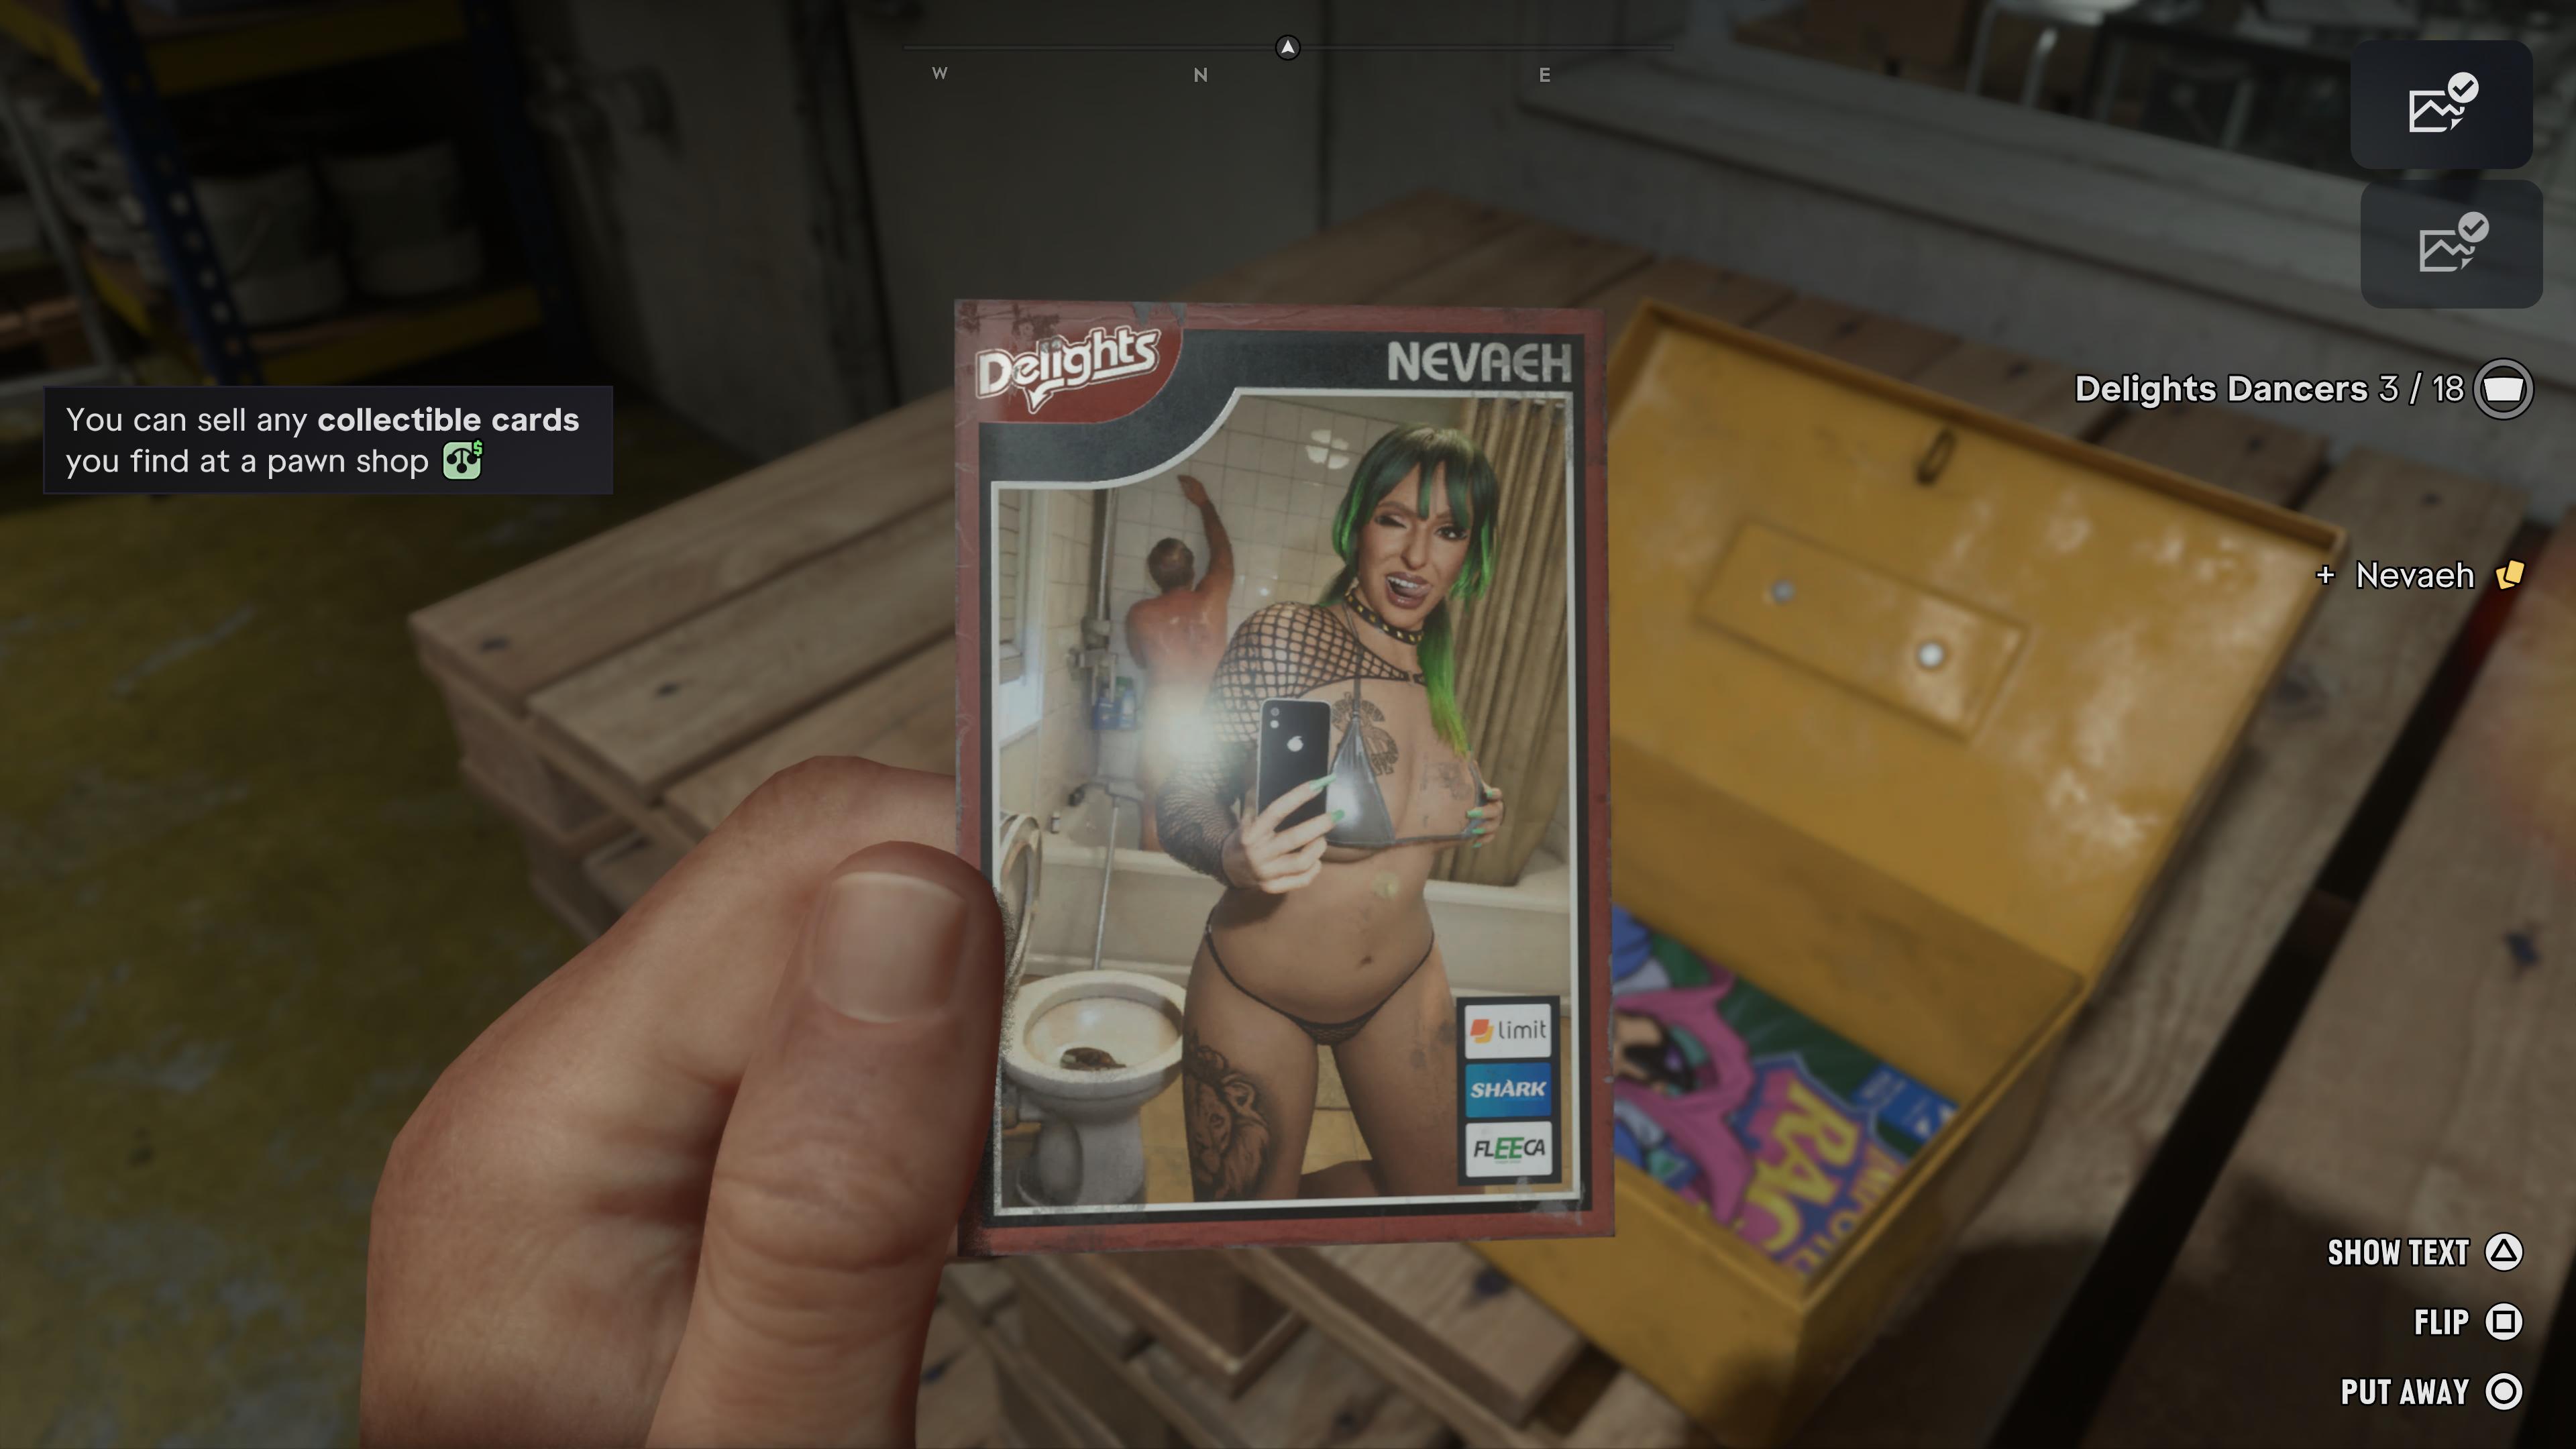 W N E
You can sell any collectible cards
you find at a pawn shop
Delights
NEVAEH
limit
SHARK
FLEECA
Delights Dancers 3 / 18
+ Nevaeh
SHOW TEXT
FLIP
PUT AWAY